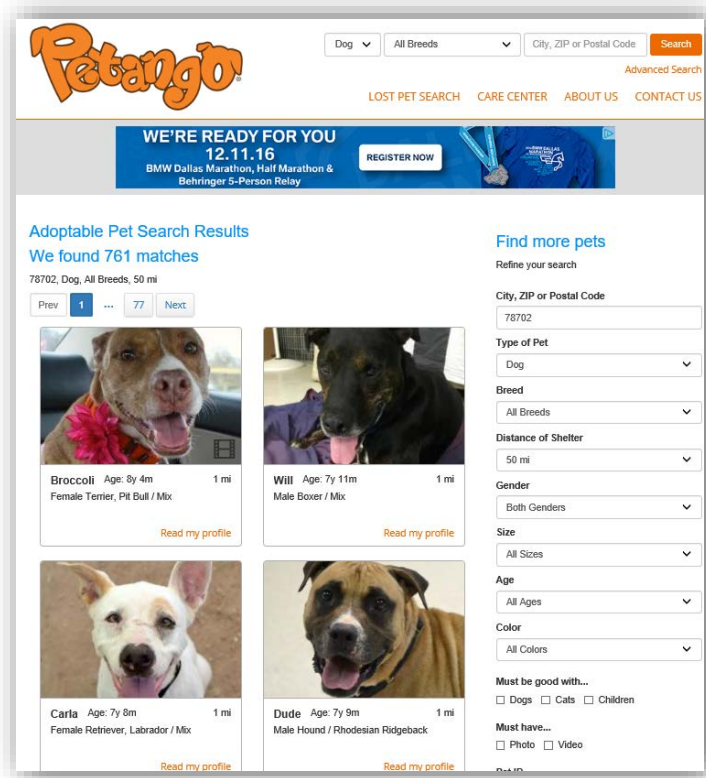 Petango
Dog All Breeds City, ZIP or Postal Code Search
Advanced Search
LOST PET SEARCH CARE CENTER ABOUT US CONTACT US
WE'RE READY FOR YOU
12.11.16
BMW Dallas Marathon, Half Marathon &
Behringer 5-Person Relay
REGISTER NOW
Adoptable Pet Search Results
We found 761 matches
78702, Dog, All Breeds, 50 mi
Prev 1 ... 77 Next
Broccoli Age: 8y 4m 1 mi
Female Terrier, Pit Bull / Mix
Read my profile
Will Age: 7y 11m 1 mi
Male Boxer / Mix
Read my profile
Carla Age: 7y 8m 1 mi
Female Retriever, Labrador / Mix
Read my profile
Dude Age: 7y 9m 1 mi
Male Hound / Rhodesian Ridgeback
Read my profile
Find more pets
Refine your search
City, ZIP or Postal Code
78702
Type of Pet
Dog
Breed
All Breeds
Distance of Shelter
50 mi
Gender
Both Genders
Size
All Sizes
Age
All Ages
Color
All Colors
Must be good with...
Dogs Cats Children
Must have...
Photo Video